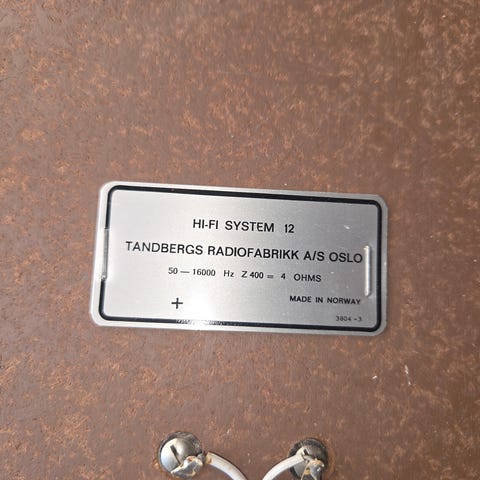 HI-FI SYSTEM 12
TANDBERGS RADIOFABRIKK A/S OSLO
50 — 16000 Hz Z 400 = 4 OHMS
+ MADE IN NORWAY
3804 - 3